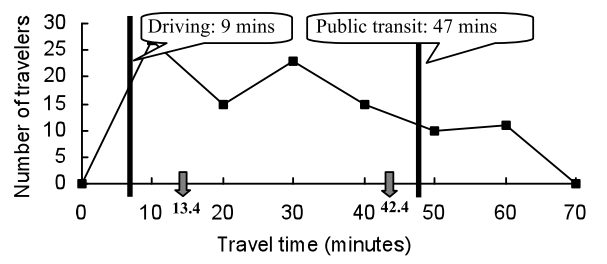 Number of travelers
30
25
20
15
10
5
0
Driving: 9 mins
Public transit: 47 mins
0 10 13.4 20 30 40 42.4 50 60 70
Travel time (minutes)